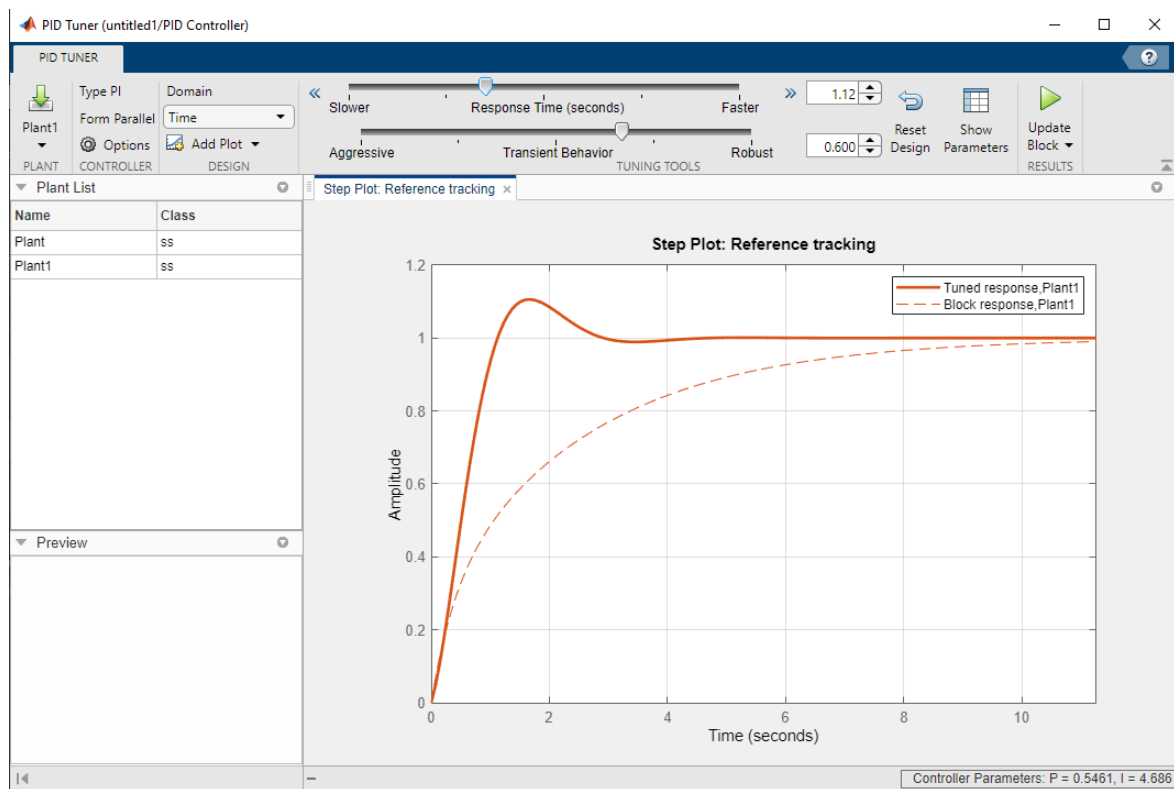 PID Tuner (untitled1/PID Controller)
PID TUNER
?
Plant1
PLANT
Type PI
Form Parallel
Options
CONTROLLER
Domain
Time
Add Plot
DESIGN
Slower Response Time (seconds) Faster
1.12
Aggressive Transient Behavior Robust
0.600
Reset
Design
Show
Parameters
TUNING TOOLS
Update
Block
RESULTS
Plant List
Name Class
Plant ss
Plant1 ss
Preview
Step Plot: Reference tracking
Step Plot: Reference tracking
Tuned response,Plant1
Block response,Plant1
Amplitude
1.2
1
0.8
0.6
0.4
0.2
0
0 2 4 6 8 10
Time (seconds)
Controller Parameters: P = 0.5461, I = 4.686